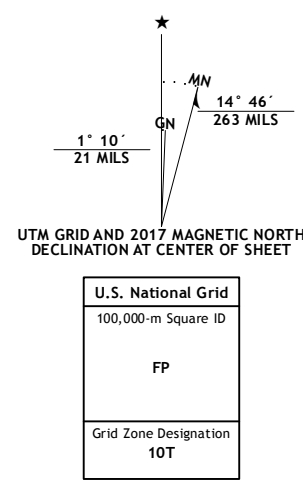 ★
MN
GN
14° 46´
263 MILS
1° 10´
21 MILS
UTM GRID AND 2017 MAGNETIC NORTH
DECLINATION AT CENTER OF SHEET
U.S. National Grid
100,000-m Square ID
FP
Grid Zone Designation
10T